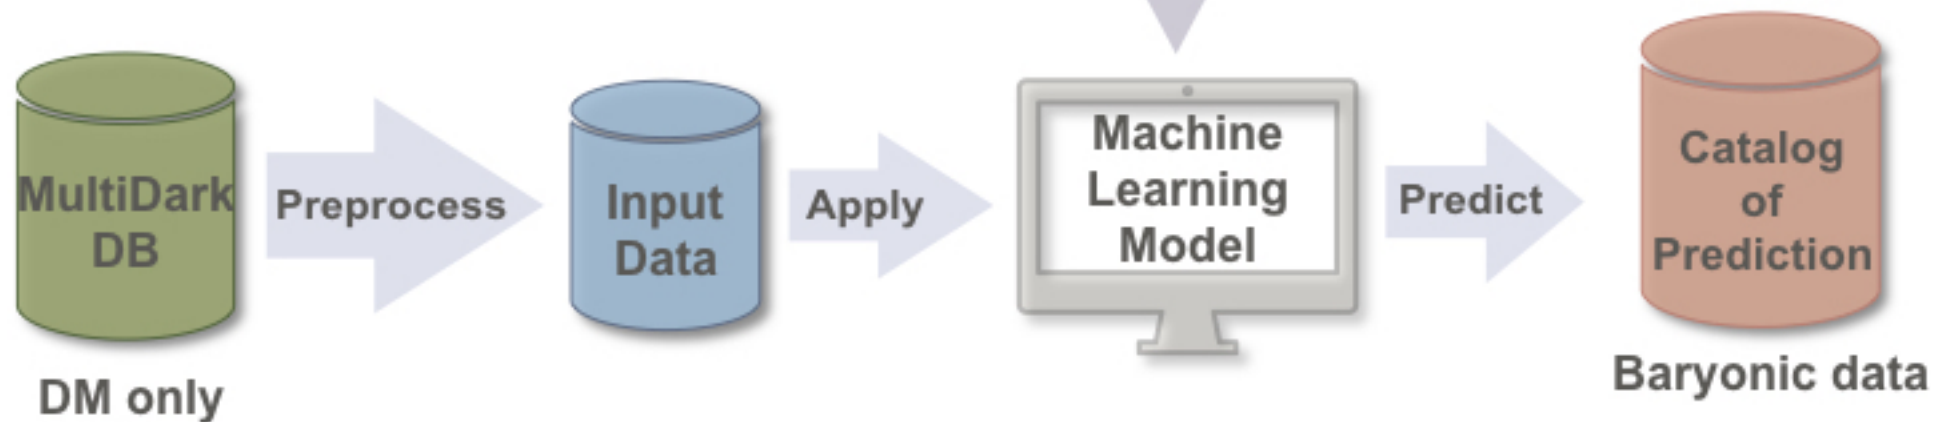 MultiDark
DB
DM only
Preprocess
Input
Data
Apply
Machine
Learning
Model
Predict
Catalog
of
Prediction
Baryonic data